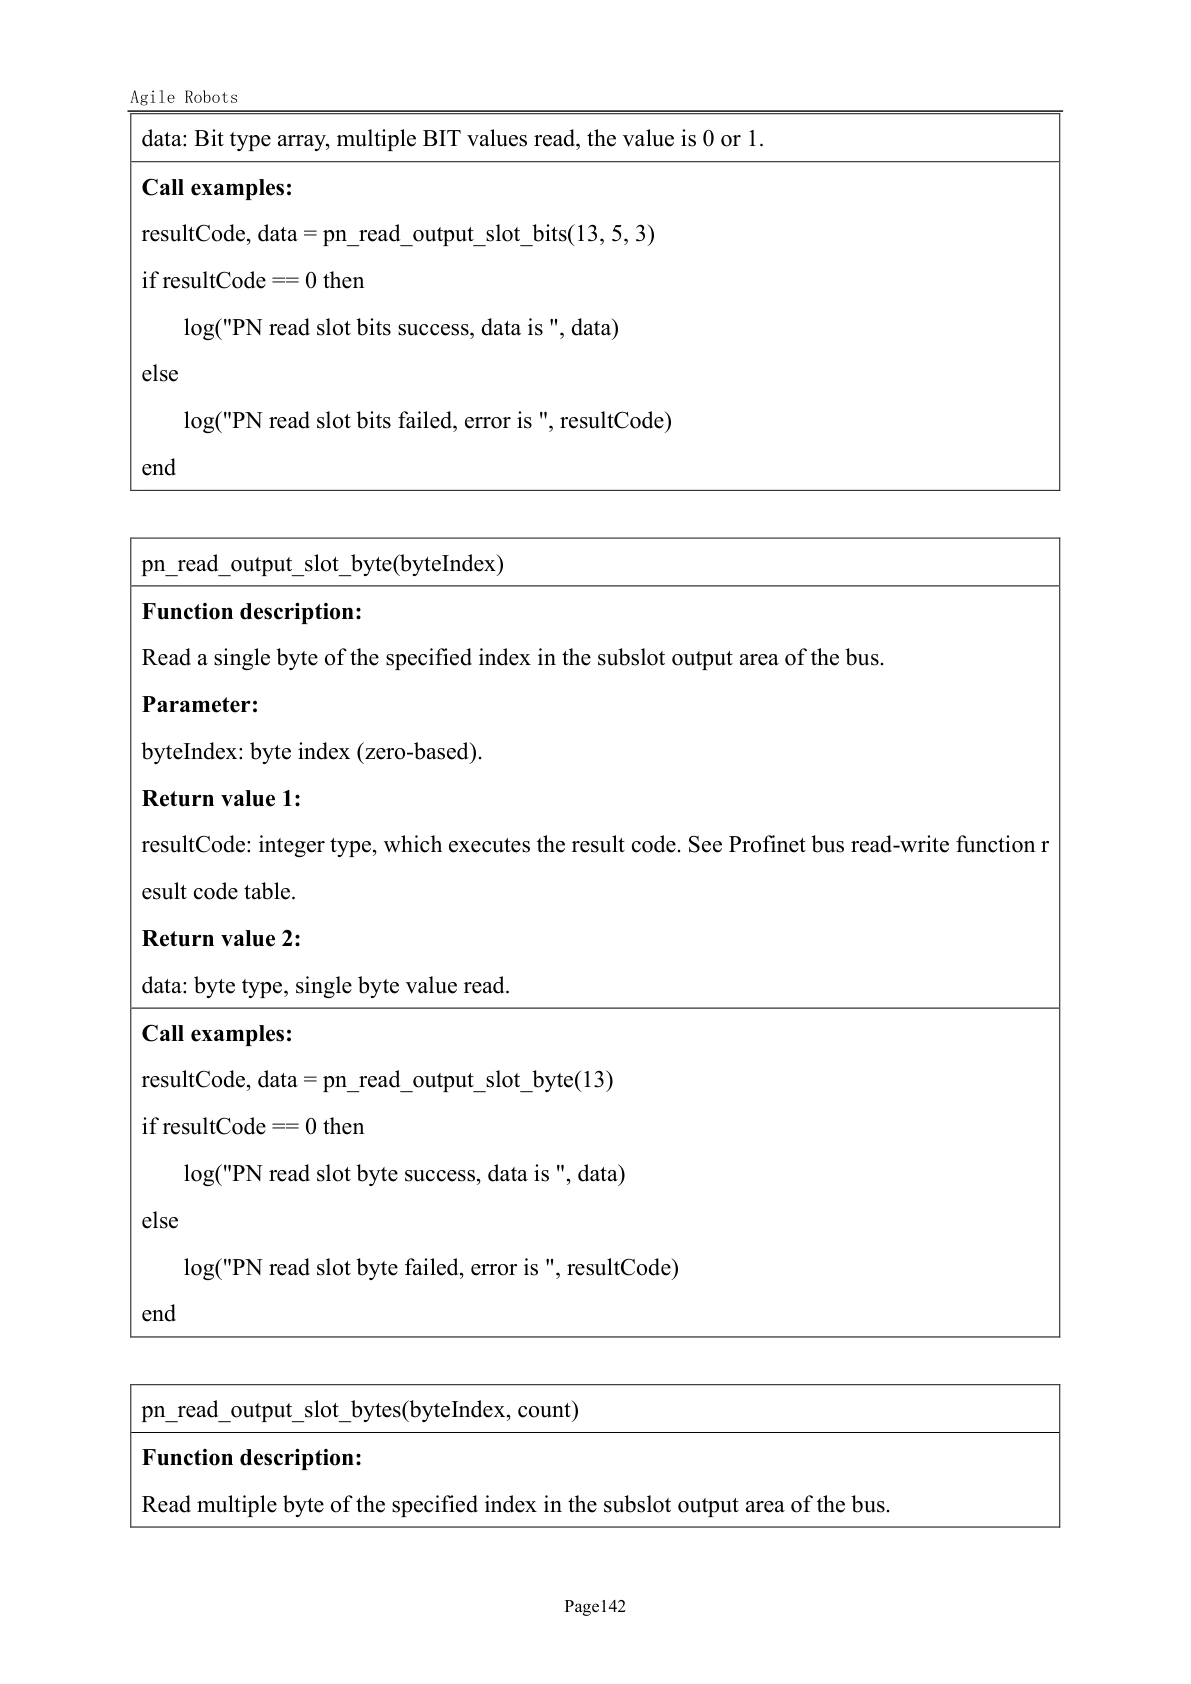 Agile Robots
data: Bit type array, multiple BIT values read, the value is 0 or 1.
Call examples:
resultCode, data = pn_read_output_slot_bits(13, 5, 3)
if resultCode == 0 then
log("PN read slot bits success, data is ", data)
else
log("PN read slot bits failed, error is ", resultCode)
end
pn_read_output_slot_byte(byteIndex)
Function description:
Read a single byte of the specified index in the subslot output area of the bus.
Parameter:
byteIndex: byte index (zero-based).
Return value 1:
resultCode: integer type, which executes the result code. See Profinet bus read-write function r
esult code table.
Return value 2:
data: byte type, single byte value read.
Call examples:
resultCode, data = pn_read_output_slot_byte(13)
if resultCode == 0 then
log("PN read slot byte success, data is ", data)
else
log("PN read slot byte failed, error is ", resultCode)
end
pn_read_output_slot_bytes(byteIndex, count)
Function description:
Read multiple byte of the specified index in the subslot output area of the bus.
Page142